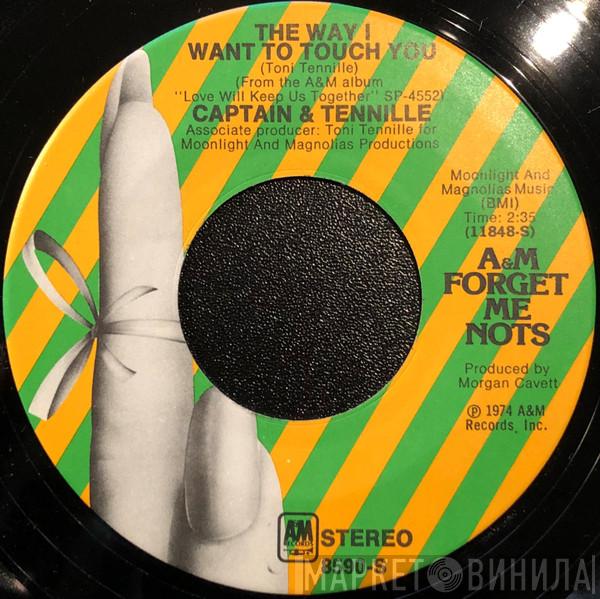 THE WAY I
WANT TO TOUCH YOU
(Toni Tennille)
(From the A&M album
"Love Will Keep Us Together" SP-4552)
CAPTAIN & TENNILLE
Associate producer: Toni Tennille for
Moonlight And Magnolias Productions
Moonlight And
Magnolias Music
(BMI)
Time: 2:35
(11848-S)
A&M
FORGET
ME
NOTS
Produced by
Morgan Cavett
℗ 1974 A&M
Records, Inc.
A&M
RECORDS
STEREO
8590-S
МАРКЕТ ВИНИЛА